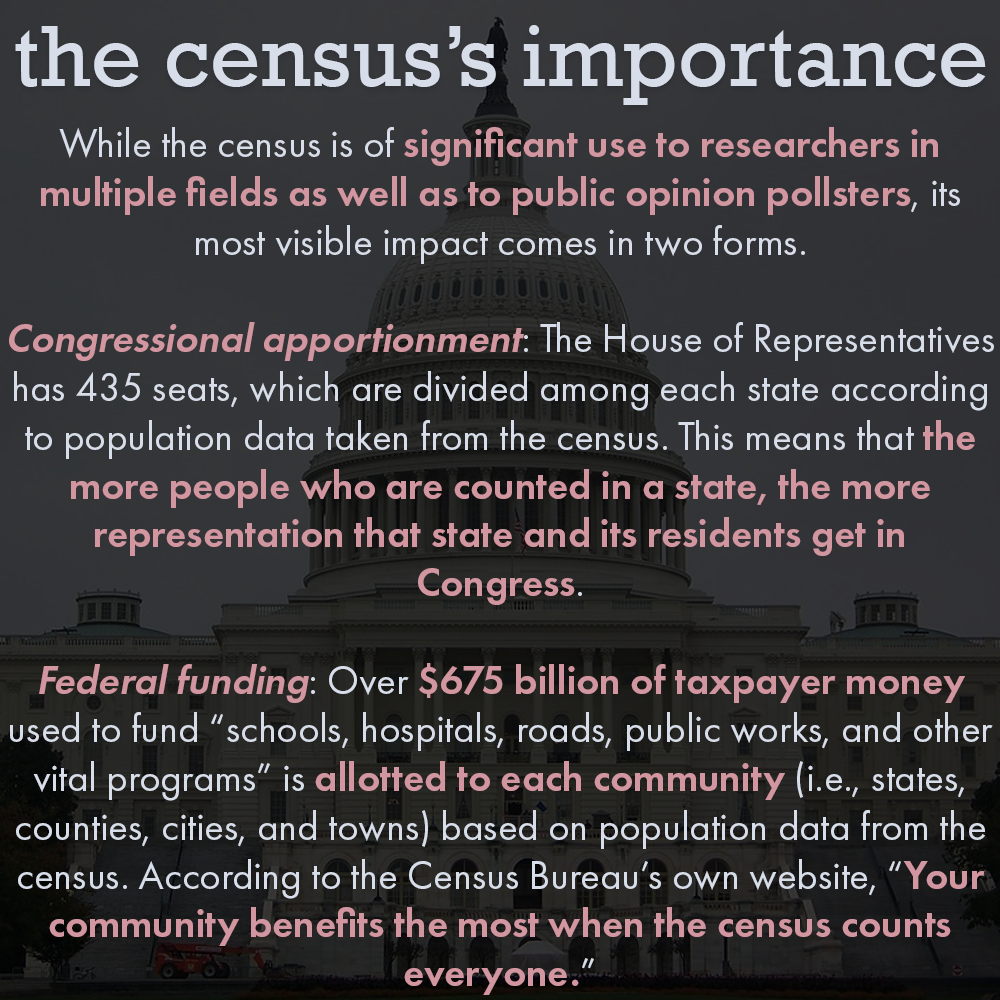 the census’s importance
While the census is of significant use to researchers in
multiple fields as well as to public opinion pollsters, its
most visible impact comes in two forms.
Congressional apportionment: The House of Representatives
has 435 seats, which are divided among each state according
to population data taken from the census. This means that the
more people who are counted in a state, the more
representation that state and its residents get in
Congress.
Federal funding: Over $675 billion of taxpayer money
used to fund “schools, hospitals, roads, public works, and other
vital programs” is allotted to each community (i.e., states,
counties, cities, and towns) based on population data from the
census. According to the Census Bureau’s own website, “Your
community benefits the most when the census counts
everyone.”